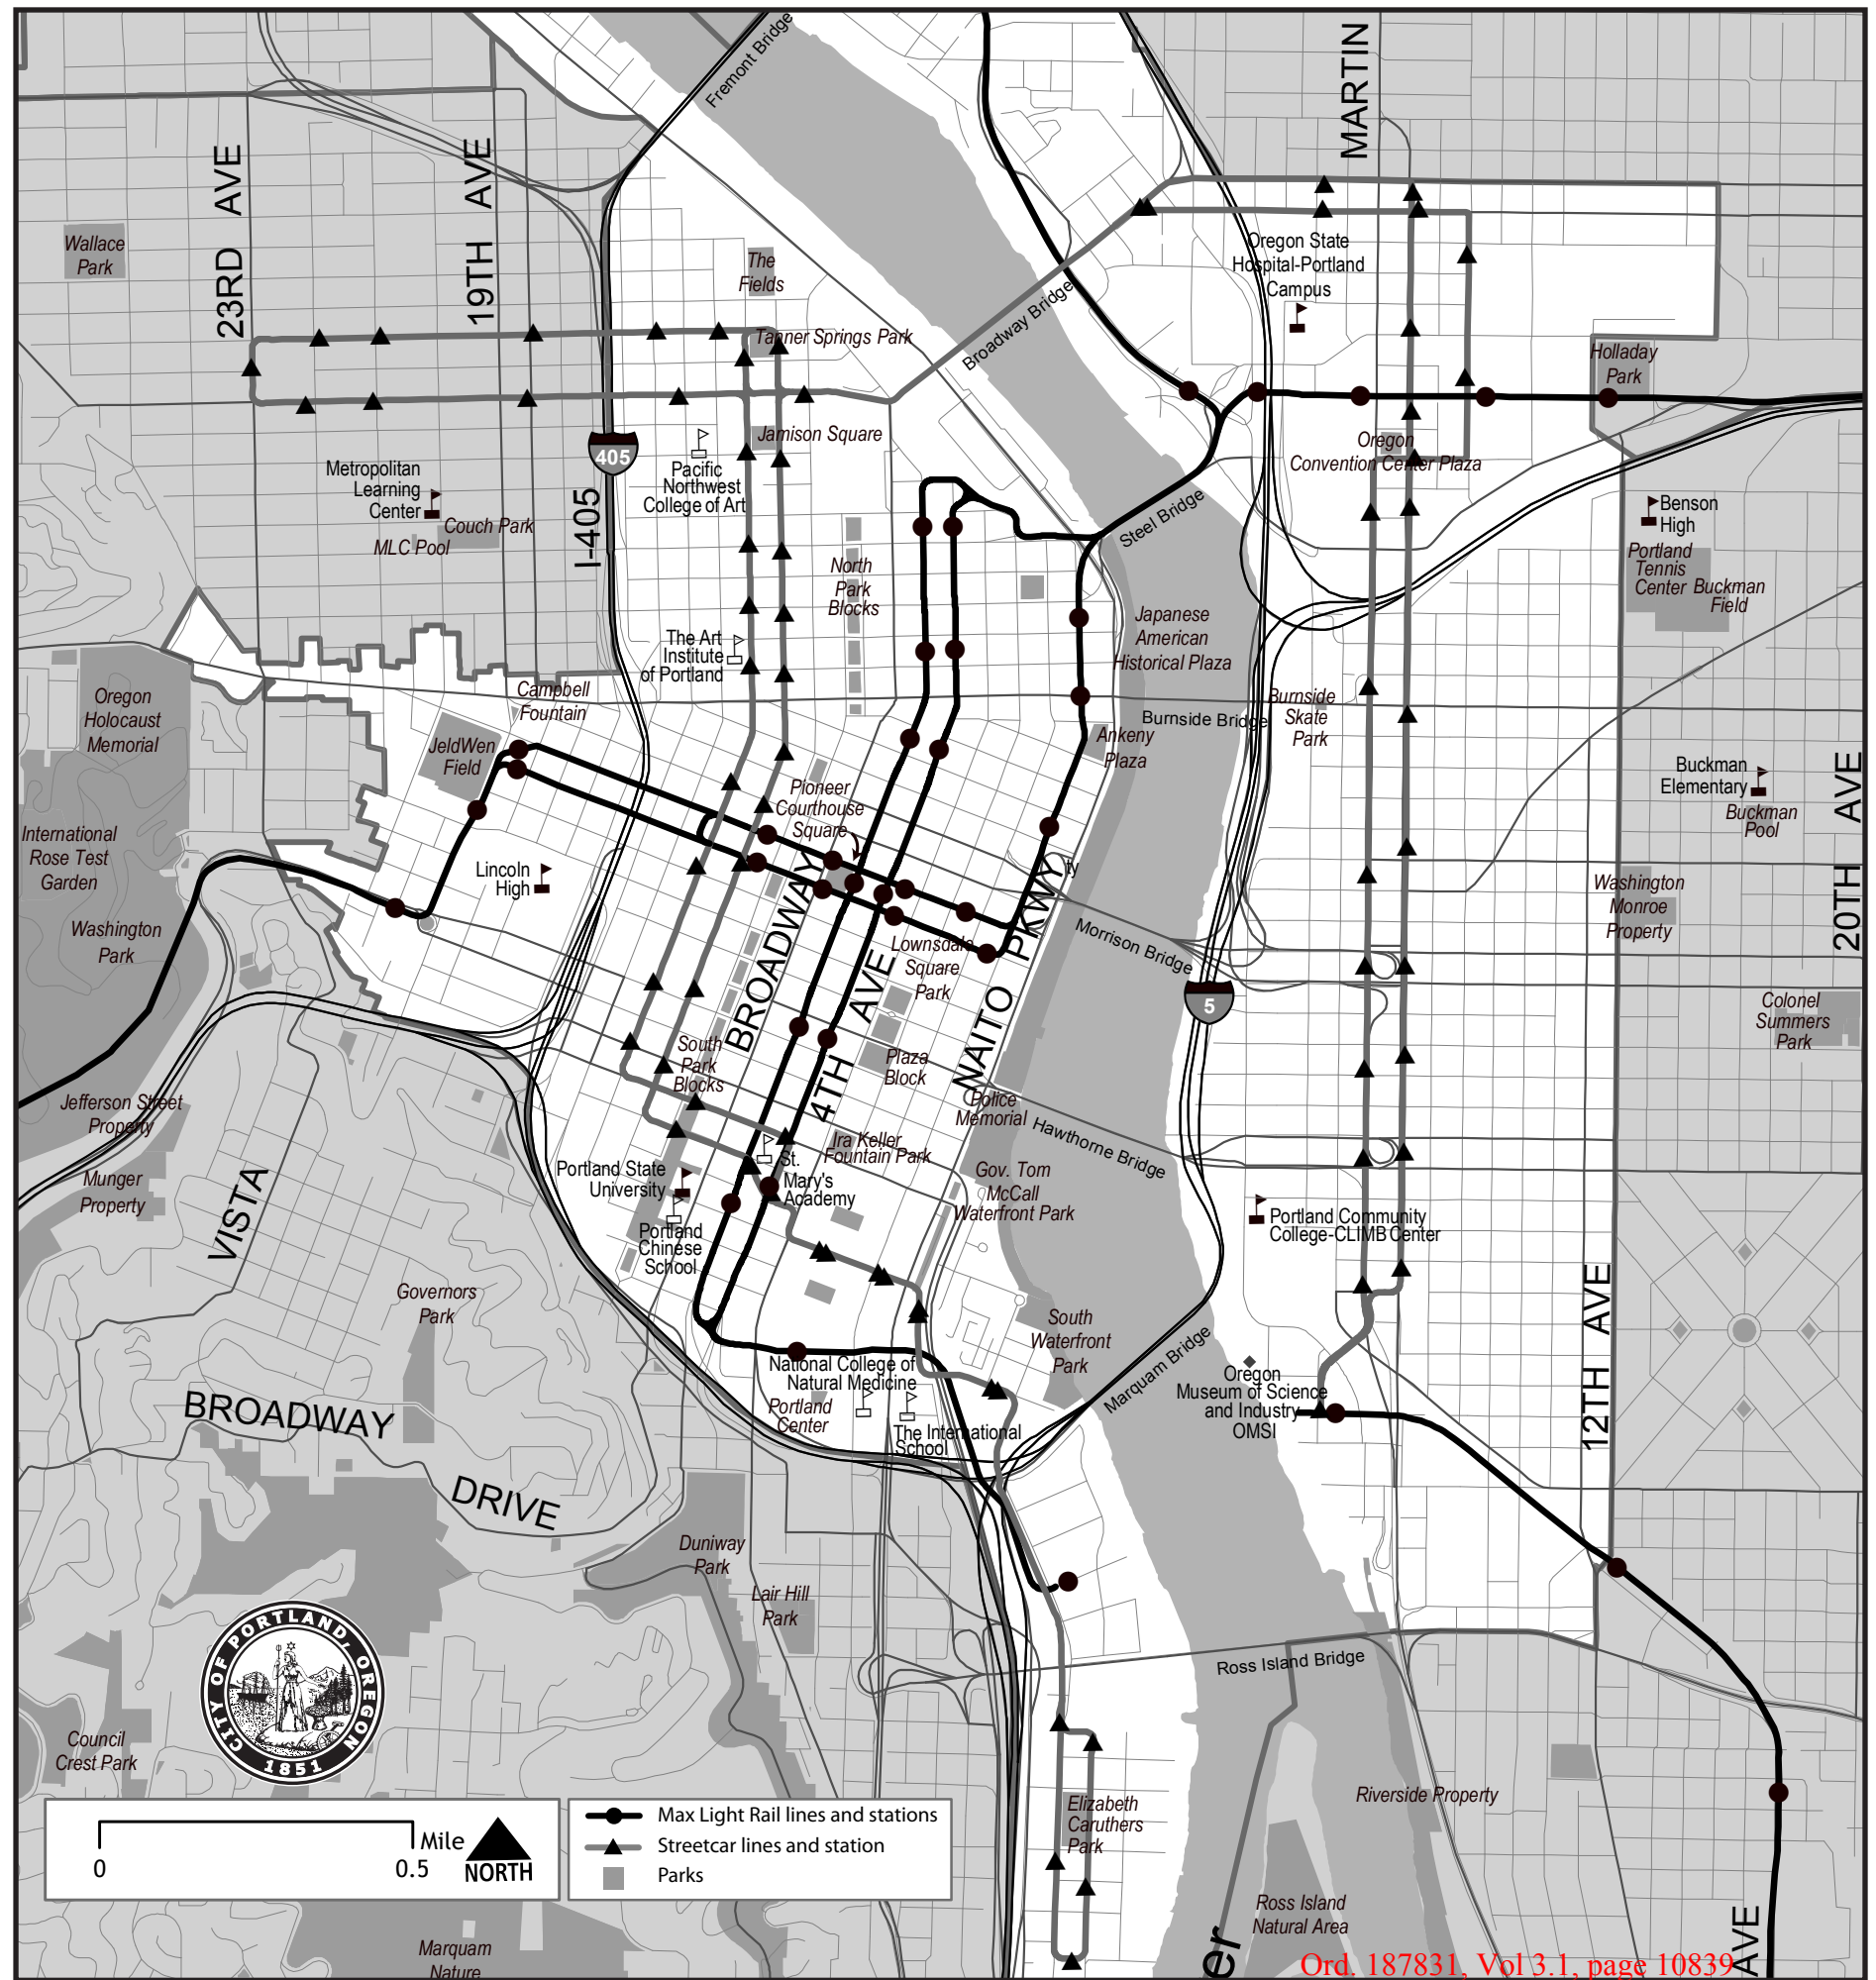 Fremont Bridge
MARTIN
23RD AVE
19TH AVE
Wallace
Park
The
Fields
Oregon State
Hospital-Portland
Campus
Tanner Springs Park
Broadway Bridge
Holladay
Park
Jamison Square
Oregon
Convention Center Plaza
405
I-405
Metropolitan
Learning
Center
Couch Park
MLC Pool
Pacific
Northwest
College of Art
Steel Bridge
Benson
High
Portland
Tennis
Center
Buckman
Field
North
Park
Blocks
Japanese
American
Historical Plaza
The Art
Institute
of Portland
Oregon
Holocaust
Memorial
Campbell
Fountain
Burnside Bridge
Burnside
Skate
Park
JeldWen
Field
Ankeny
Plaza
Pioneer
Courthouse
Square
Buckman
Elementary
Buckman
Pool
20TH AVE
International
Rose Test
Garden
Lincoln
High
ty
Washington
Monroe
Property
Washington
Park
BROADWAY
Lownsdale
Square
Park
NAITO PKWY
Morrison Bridge
5
Colonel
Summers
Park
4TH AVE
South
Park
Blocks
Plaza
Block
Police
Memorial
Hawthorne Bridge
Jefferson Street
Property
Munger
Property
VISTA
Ira Keller
Fountain Park
St.
Mary's
Academy
Portland State
University
Portland
Chinese
School
Gov. Tom
McCall
Waterfront Park
Portland Community
College-CLIMB Center
Governors
Park
South
Waterfront
Park
Marquam Bridge
12TH AVE
National College of
Natural Medicine
Portland
Center
The International
School
Oregon
Museum of Science
and Industry
OMSI
BROADWAY
DRIVE
Duniway
Park
Lair Hill
Park
Ross Island Bridge
CITY OF PORTLAND, OREGON
1851
Council
Crest Park
Elizabeth
Caruthers
Park
Riverside Property
Ross Island
Natural Area
Marquam
Nature
0
0.5
Mile
NORTH
Max Light Rail lines and stations
Streetcar lines and station
Parks
er
AVE
Ord. 187831, Vol 3.1, page 10839